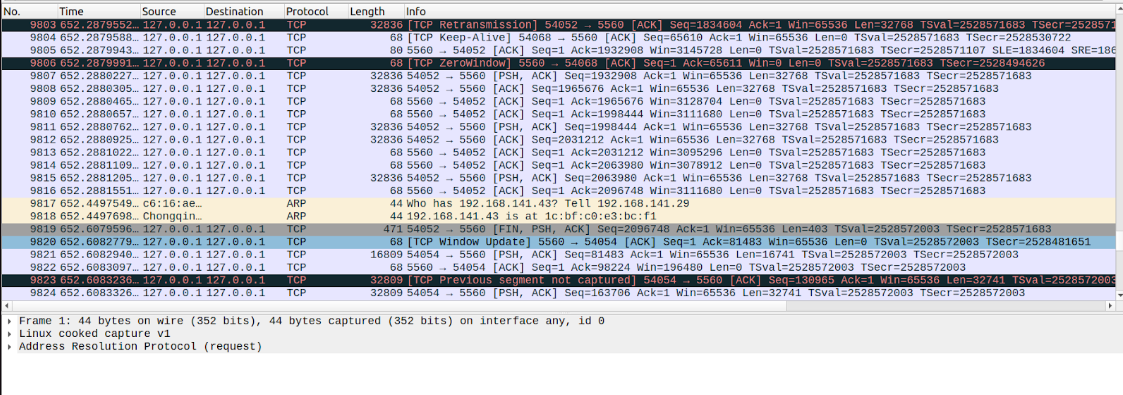 No. Time Source Destination Protocol Length Info
9803 652.2879552… 127.0.0.1 127.0.0.1 TCP 32836 [TCP Retransmission] 54052 → 5560 [ACK] Seq=1834604 Ack=1 Win=65536 Len=32768 TSval=2528571683 TSecr=2528571
9804 652.2879588… 127.0.0.1 127.0.0.1 TCP 68 [TCP Keep-Alive] 54068 → 5560 [ACK] Seq=65610 Ack=1 Win=65536 Len=0 TSval=2528571683 TSecr=2528530722
9805 652.2879943… 127.0.0.1 127.0.0.1 TCP 80 5560 → 54052 [ACK] Seq=1 Ack=1932908 Win=3145728 Len=0 TSval=2528571683 TSecr=2528571107 SLE=1834604 SRE=186
9806 652.2879991… 127.0.0.1 127.0.0.1 TCP 68 [TCP ZeroWindow] 5560 → 54068 [ACK] Seq=1 Ack=65611 Win=0 Len=0 TSval=2528571683 TSecr=2528494626
9807 652.2880227… 127.0.0.1 127.0.0.1 TCP 32836 54052 → 5560 [PSH, ACK] Seq=1932908 Ack=1 Win=65536 Len=32768 TSval=2528571683 TSecr=2528571683
9808 652.2880305… 127.0.0.1 127.0.0.1 TCP 32836 54052 → 5560 [ACK] Seq=1965676 Ack=1 Win=65536 Len=32768 TSval=2528571683 TSecr=2528571683
9809 652.2880465… 127.0.0.1 127.0.0.1 TCP 68 5560 → 54052 [ACK] Seq=1 Ack=1965676 Win=3128704 Len=0 TSval=2528571683 TSecr=2528571683
9810 652.2880657… 127.0.0.1 127.0.0.1 TCP 68 5560 → 54052 [ACK] Seq=1 Ack=1998444 Win=3111680 Len=0 TSval=2528571683 TSecr=2528571683
9811 652.2880762… 127.0.0.1 127.0.0.1 TCP 32836 54052 → 5560 [PSH, ACK] Seq=1998444 Ack=1 Win=65536 Len=32768 TSval=2528571683 TSecr=2528571683
9812 652.2880925… 127.0.0.1 127.0.0.1 TCP 32836 54052 → 5560 [ACK] Seq=2031212 Ack=1 Win=65536 Len=32768 TSval=2528571683 TSecr=2528571683
9813 652.2881022… 127.0.0.1 127.0.0.1 TCP 68 5560 → 54052 [ACK] Seq=1 Ack=2031212 Win=3095296 Len=0 TSval=2528571683 TSecr=2528571683
9814 652.2881109… 127.0.0.1 127.0.0.1 TCP 68 5560 → 54052 [ACK] Seq=1 Ack=2063980 Win=3078912 Len=0 TSval=2528571683 TSecr=2528571683
9815 652.2881205… 127.0.0.1 127.0.0.1 TCP 32836 54052 → 5560 [PSH, ACK] Seq=2063980 Ack=1 Win=65536 Len=32768 TSval=2528571683 TSecr=2528571683
9816 652.2881551… 127.0.0.1 127.0.0.1 TCP 68 5560 → 54052 [ACK] Seq=1 Ack=2096748 Win=3111680 Len=0 TSval=2528571683 TSecr=2528571683
9817 652.4497549… c6:16:ae… ARP 44 Who has 192.168.141.43? Tell 192.168.141.29
9818 652.4497698… Chongqin… ARP 44 192.168.141.43 is at 1c:bf:c0:e3:bc:f1
9819 652.6079596… 127.0.0.1 127.0.0.1 TCP 471 54052 → 5560 [FIN, PSH, ACK] Seq=2096748 Ack=1 Win=65536 Len=403 TSval=2528572003 TSecr=2528571683
9820 652.6082779… 127.0.0.1 127.0.0.1 TCP 68 [TCP Window Update] 5560 → 54054 [ACK] Seq=1 Ack=81483 Win=65536 Len=0 TSval=2528572003 TSecr=2528481651
9821 652.6082940… 127.0.0.1 127.0.0.1 TCP 16809 54054 → 5560 [PSH, ACK] Seq=81483 Ack=1 Win=65536 Len=16741 TSval=2528572003 TSecr=2528572003
9822 652.6083097… 127.0.0.1 127.0.0.1 TCP 68 5560 → 54054 [ACK] Seq=1 Ack=98224 Win=196480 Len=0 TSval=2528572003 TSecr=2528572003
9823 652.6083236… 127.0.0.1 127.0.0.1 TCP 32809 [TCP Previous segment not captured] 54054 → 5560 [PSH, ACK] Seq=130965 Ack=1 Win=65536 Len=32741 TSval=2528572003
9824 652.6083326… 127.0.0.1 127.0.0.1 TCP 32809 54054 → 5560 [PSH, ACK] Seq=163706 Ack=1 Win=65536 Len=32741 TSval=2528572003 TSecr=2528572003
Frame 1: 44 bytes on wire (352 bits), 44 bytes captured (352 bits) on interface any, id 0
Linux cooked capture v1
Address Resolution Protocol (request)